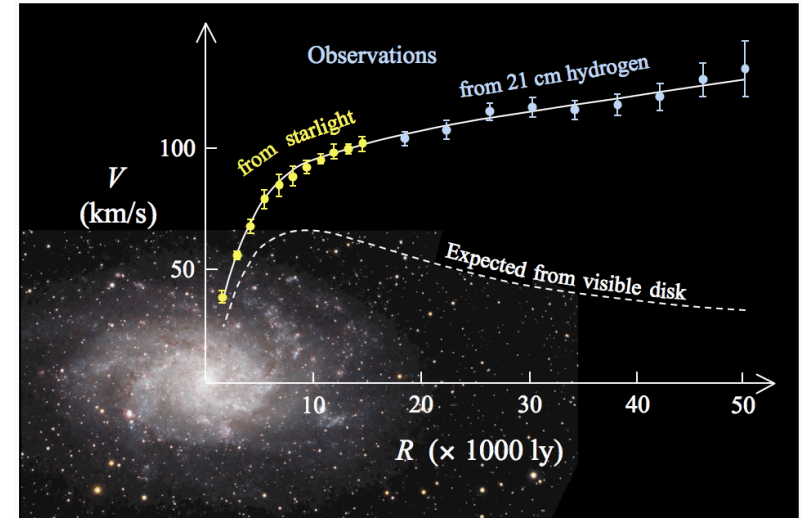 Observations
from 21 cm hydrogen
from starlight
100
V
(km/s)
50
Expected from visible disk
10 20 30 40 50
R (× 1000 ly)